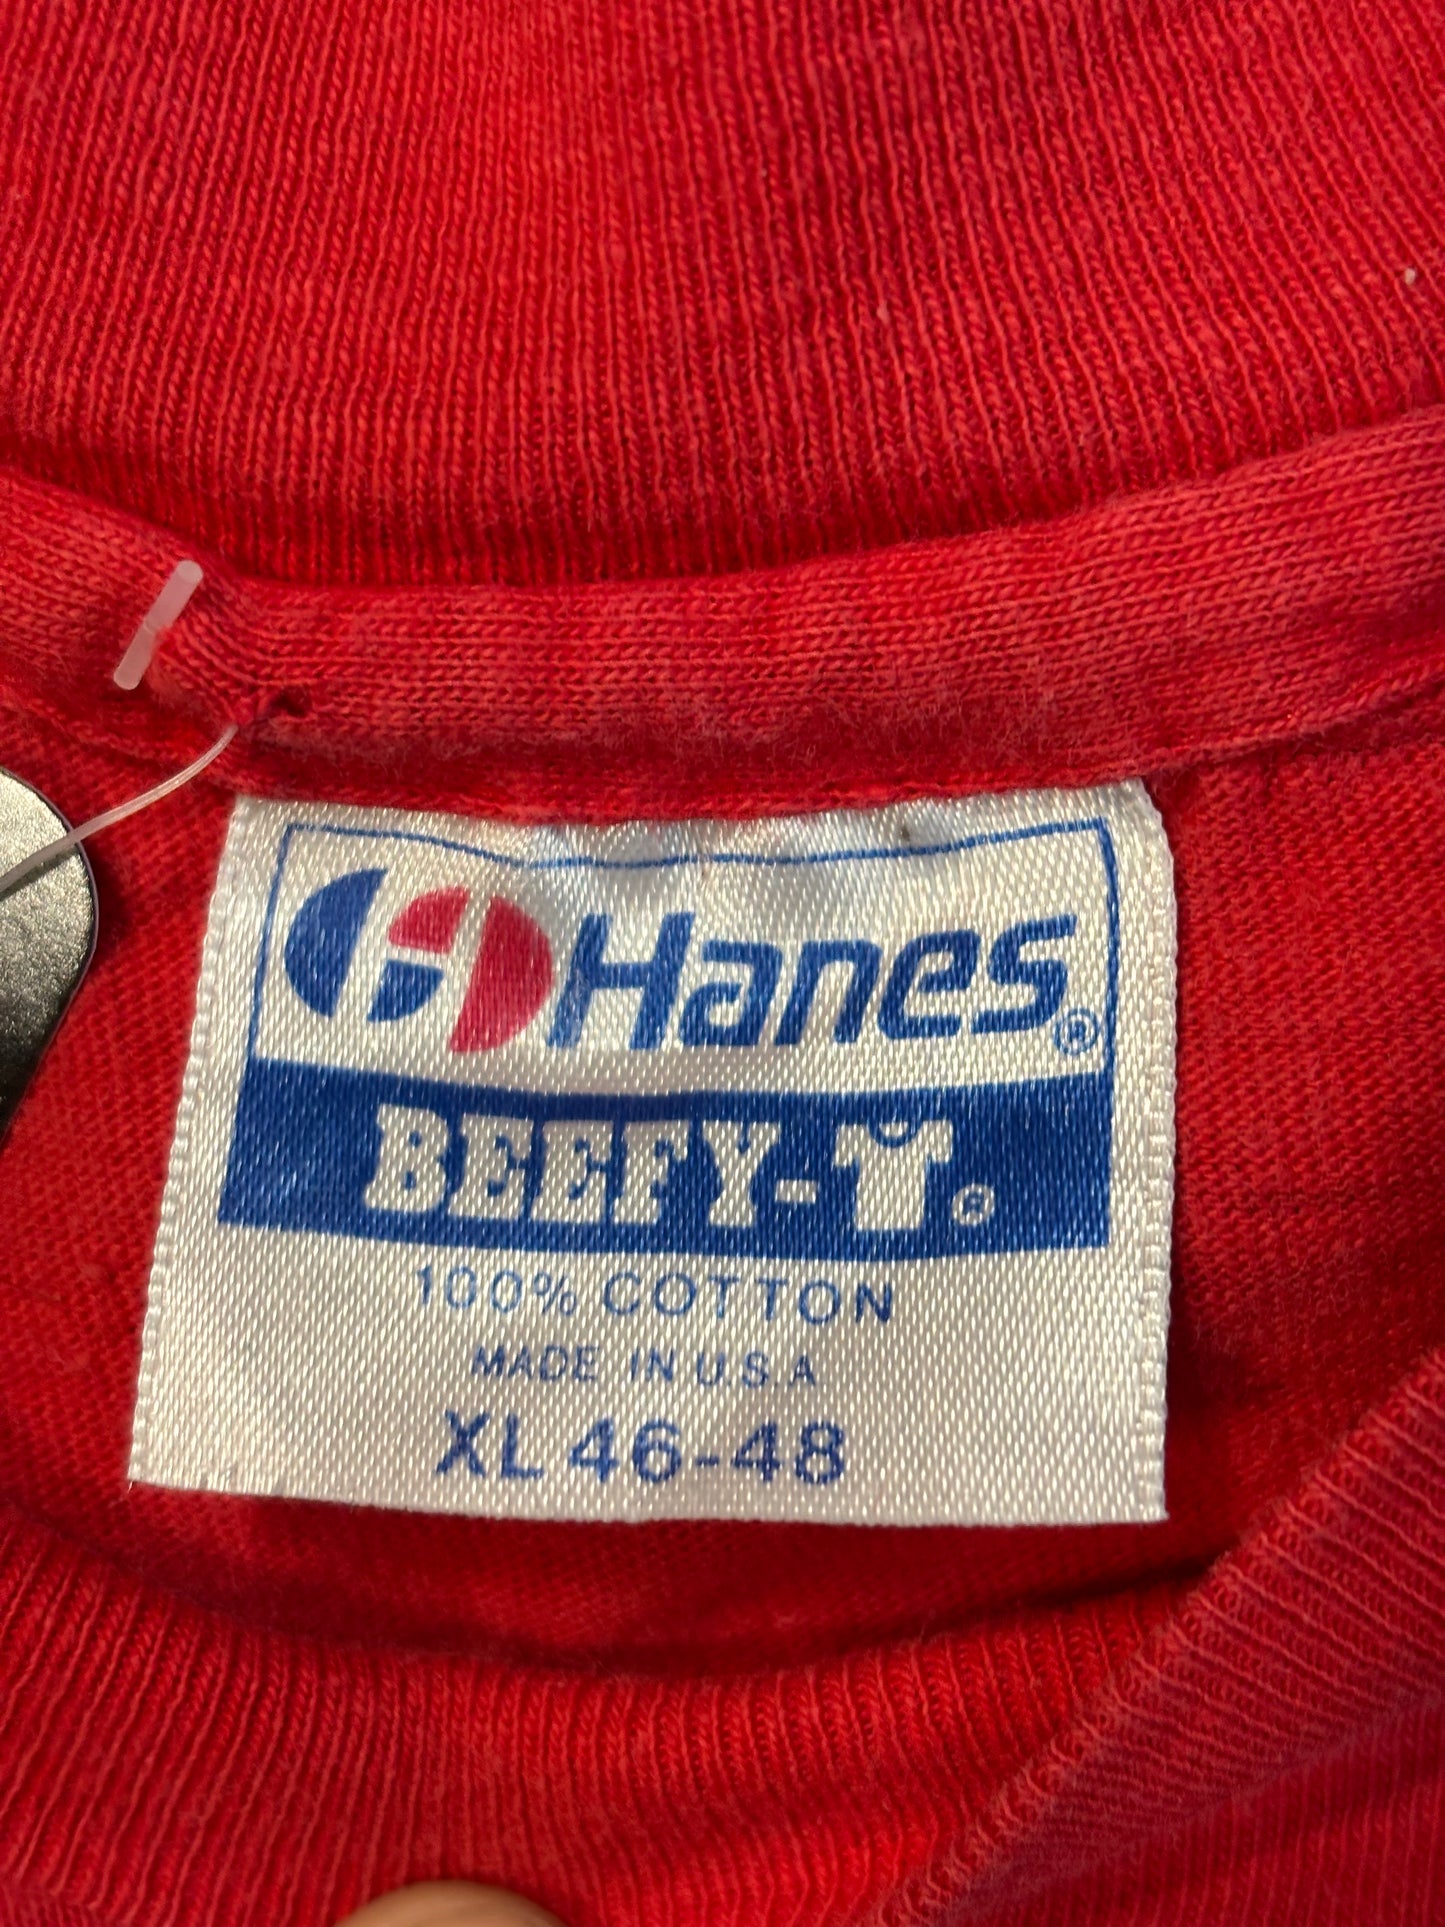 Hanes®
BEEFY-T®
100% COTTON
MADE IN U.S.A
XL 46-48